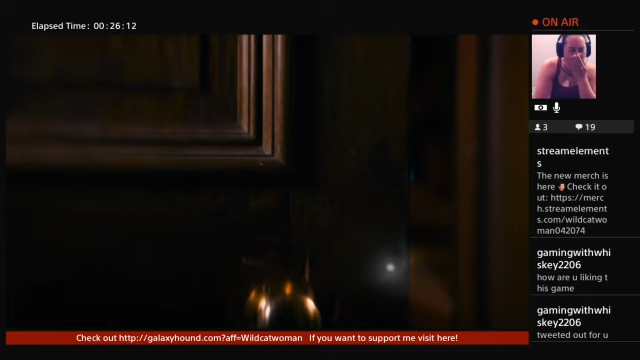 Elapsed Time: 00:26:12
ON AIR
3
19
streamelement
s
The new merch is
here Check it o
ut: https://merc
h.streamelement
s.com/wildcatwo
man042074
gamingwithwhi
skey2206
how are u liking t
his game
gamingwithwhi
skey2206
tweeted out for u
Check out http://galaxyhound.com?aff=Wildcatwoman If you want to support me visit here!